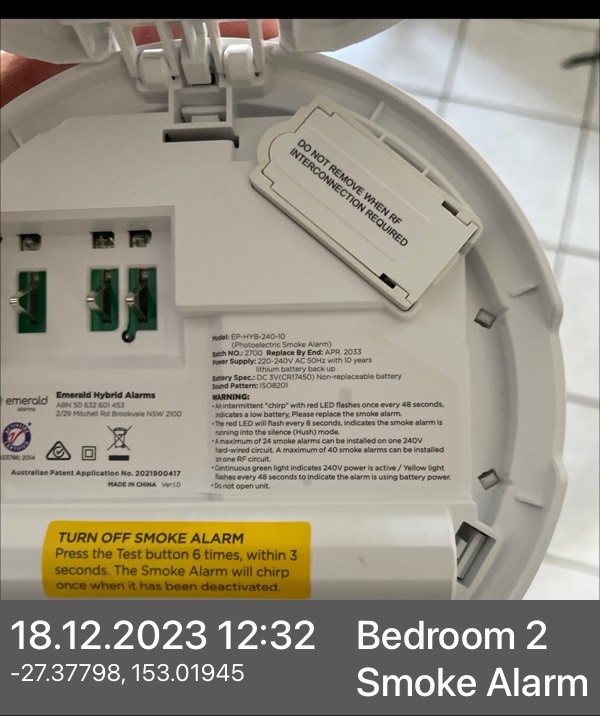 DO NOT REMOVE WHEN RF
INTERCONNECTION REQUIRED
Model: EP-HYB-240-10
(Photoelectric Smoke Alarm)
Batch NO.: 2700 Replace By End: APR. 2033
Power Supply: 220-240V AC 50Hz with 10 years
lithium battery back up
Battery Spec.: DC 3V(CR17450) Non-replaceable battery
Sound Pattern: ISO8201
WARNING:
•An intermittent "chirp" with red LED flashes once every 48 seconds,
indicates a low battery, Please replace the smoke alarm.
•The red LED will flash every 8 seconds, indicates the smoke alarm is
running into the silence (Hush) mode.
•A maximum of 24 smoke alarms can be installed on one 240V
hard-wired circuit. A maximum of 40 smoke alarms can be installed
on one RF circuit.
•Continuous green light indicates 240V power is active / Yellow light
flashes every 48 seconds to indicate the alarm is using battery power.
•Do not open unit.
emerald
alarms
Emerald Hybrid Alarms
ABN 50 632 601 453
2/29 Mitchell Rd Brookvale NSW 2100
AS3786: 2014
Australian Patent Application No. 2021900417
MADE IN CHINA Ver:1.0
TURN OFF SMOKE ALARM
Press the Test button 6 times, within 3
seconds. The Smoke Alarm will chirp
once when it has been deactivated.
18.12.2023 12:32
-27.37798, 153.01945
Bedroom 2
Smoke Alarm